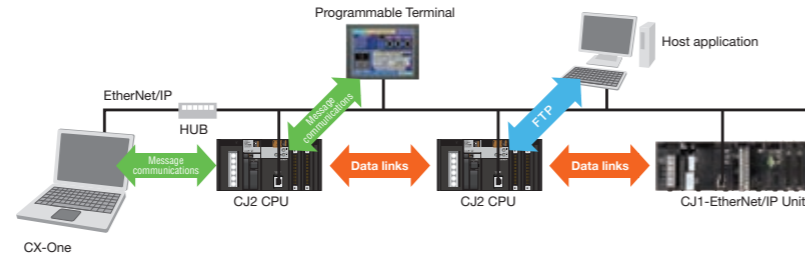 Programmable Terminal
Host application
EtherNet/IP
HUB
Message
communications
FTP
Message
communications
Data links
Data links
CJ2 CPU
CJ2 CPU
CJ1-EtherNet/IP Unit
CX-One